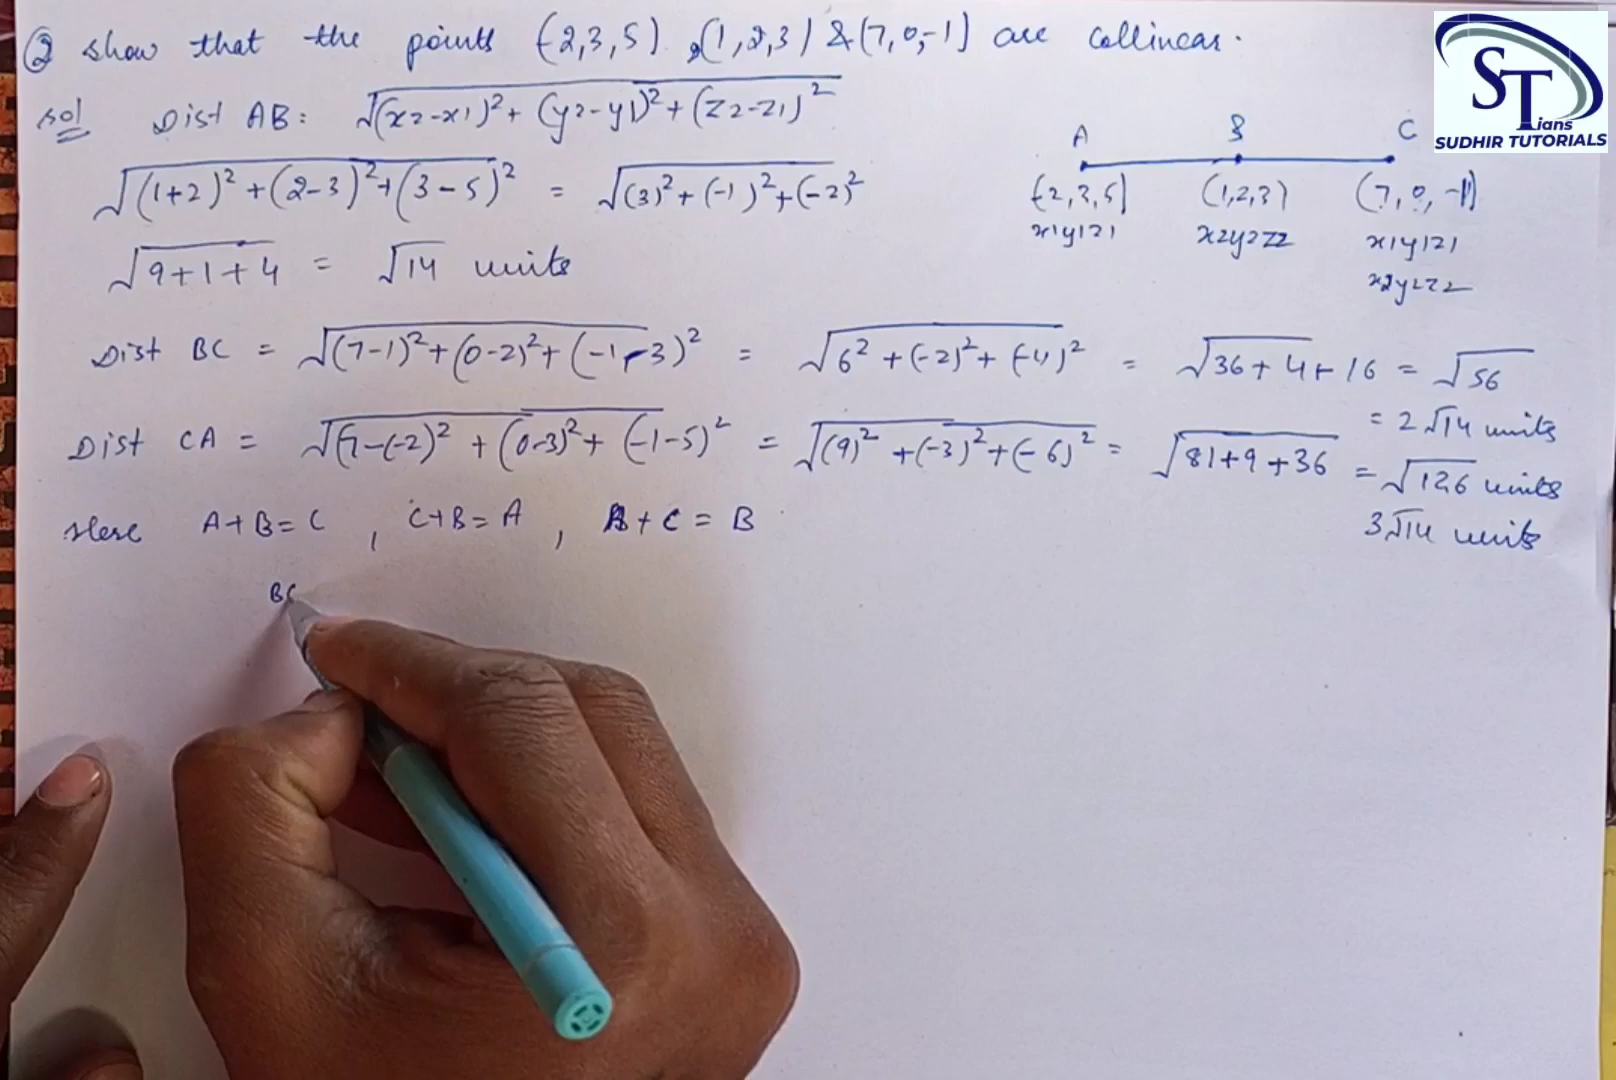 Q show that the points (-2,3,5), (1,2,3) & (7,0,-1) are collinear.
sol Dist AB: √(x2-x1)²+(y2-y1)²+(z2-z1)²
√(1+2)²+(2-3)²+(3-5)² = √(3)²+(-1)²+(-2)²
√9+1+4 = √14 units
A B C
(-2,3,5) (1,2,3) (7,0,-1)
x1y1z1 x2y2z2 x1y1z1
x2y2z2
Dist BC = √(7-1)²+(0-2)²+(-1-3)² = √6²+(-2)²+(-4)² = √36+4+16 = √56
= 2√14 units
Dist CA = √(7-(-2)² + (0-3)²+(-1-5)² = √(9)²+(-3)²+(-6)² = √81+9+36 = √126 units
3√14 units
Here A+B=C, C+B=A, A+C=B
BC
ST
ians
SUDHIR TUTORIALS